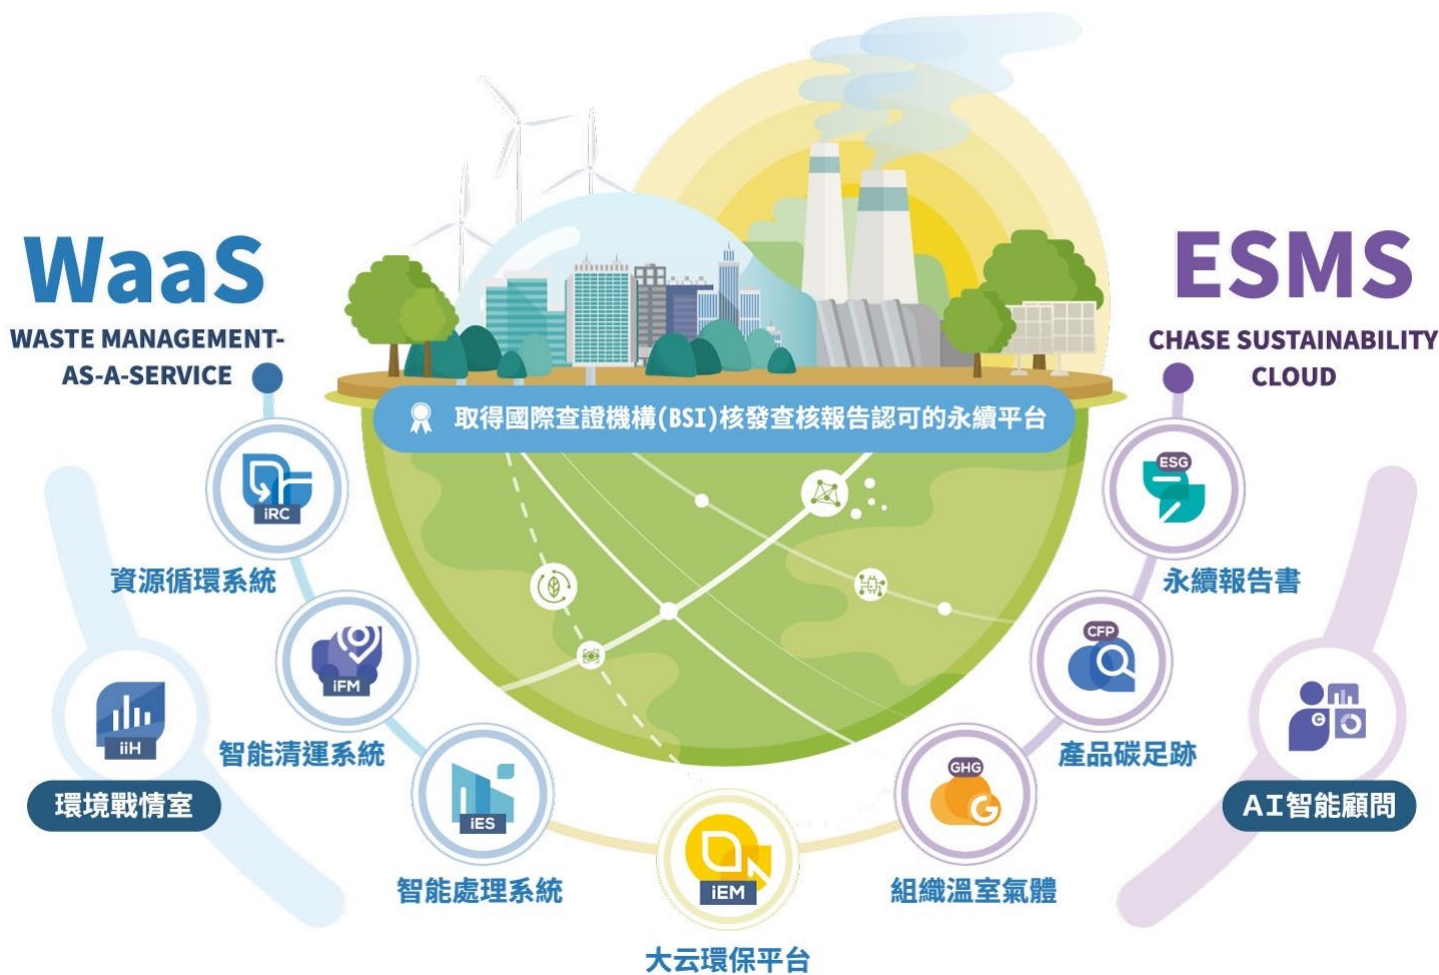 WaaS
WASTE MANAGEMENT-
AS-A-SERVICE
ESMS
CHASE SUSTAINABILITY
CLOUD
取得國際查證機構(BSI)核發查核報告認可的永續平台
iRC
資源循環系統
iFM
智能清運系統
iES
智能處理系統
iiH
環境戰情室
iEM
大云環保平台
GHG
G
組織溫室氣體
CFP
產品碳足跡
ESG
永續報告書
C
AI智能顧問